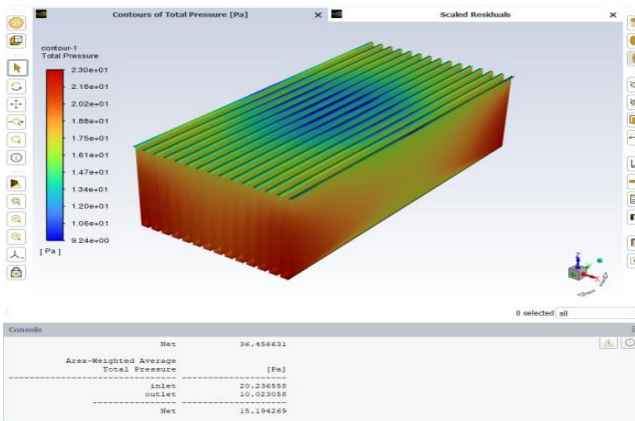 Contours of Total Pressure [Pa]
Scaled Residuals
contour-1
Total Pressure
2.30e+01
2.16e+01
2.02e+01
1.88e+01
1.75e+01
1.61e+01
1.47e+01
1.34e+01
1.20e+01
1.06e+01
9.24e+00
[ Pa ]
0 selected all
Console
Net 36.456631
Area-Weighted Average
Total Pressure [Pa]
inlet 20.236558
outlet 10.023058
Net 15.194269